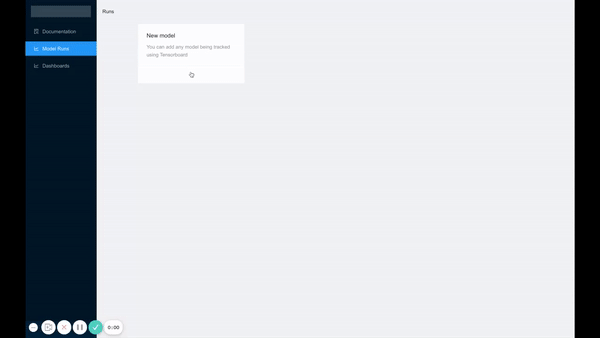 Runs
Documentation
Model Runs
Dashboards
New model
You can add any model being tracked
using Tensorboard
0:00